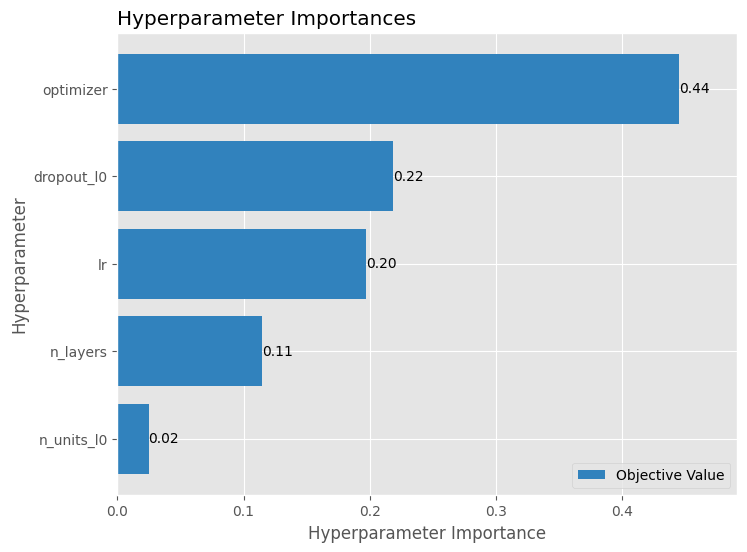 Hyperparameter Importances
optimizer
0.44
dropout_l0
0.22
lr
0.20
n_layers
0.11
n_units_l0
0.02
Hyperparameter
Objective Value
0.0
0.1
0.2
0.3
0.4
Hyperparameter Importance